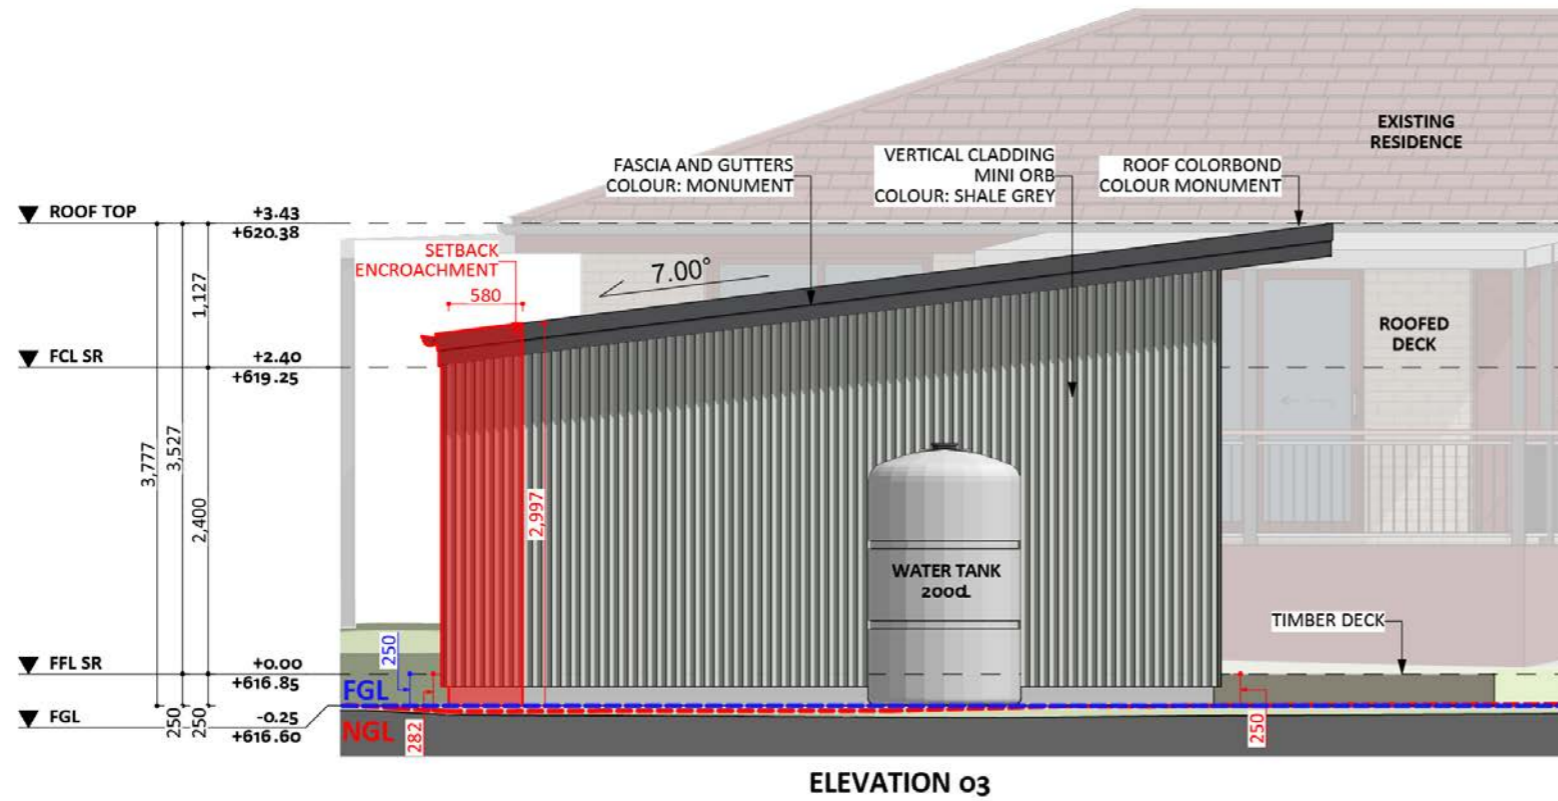 EXISTING
RESIDENCE
FASCIA AND GUTTERS
COLOUR: MONUMENT
VERTICAL CLADDING
MINI ORB
COLOUR: SHALE GREY
ROOF COLORBOND
COLOUR MONUMENT
ROOF TOP
+3.43
+620.38
SETBACK
ENCROACHMENT
580
7.00°
1,127
ROOFED
DECK
FCL SR
+2.40
+619.25
3,777
3,527
2,400
2,997
WATER TANK
2000L
TIMBER DECK
250
FFL SR
+0.00
+616.85
FGL
FGL
-0.25
+616.60
250
250
NGL
282
250
ELEVATION 03